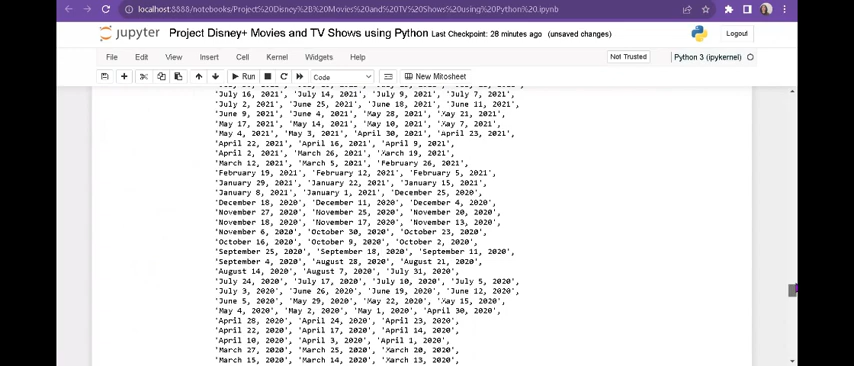 localhost:8888/notebooks/Project%20Disney%2B%20Movies%20and%20TV%20Shows%20using%20Python%20.ipynb
jupyter Project Disney+ Movies and TV Shows using Python Last Checkpoint: 28 minutes ago (unsaved changes) Logout
File Edit View Insert Cell Kernel Widgets Help Not Trusted Python 3 (ipykernel)
Run Code New Mitosheet
'July 16, 2021', 'July 14, 2021', 'July 9, 2021', 'July 7, 2021',
'July 2, 2021', 'June 25, 2021', 'June 18, 2021', 'June 11, 2021',
'June 9, 2021', 'June 4, 2021', 'May 28, 2021', 'May 21, 2021',
'May 17, 2021', 'May 14, 2021', 'May 10, 2021', 'May 7, 2021',
'May 4, 2021', 'May 3, 2021', 'April 30, 2021', 'April 23, 2021',
'April 22, 2021', 'April 16, 2021', 'April 9, 2021',
'April 2, 2021', 'March 26, 2021', 'March 19, 2021',
'March 12, 2021', 'March 5, 2021', 'February 26, 2021',
'February 19, 2021', 'February 12, 2021', 'February 5, 2021',
'January 29, 2021', 'January 22, 2021', 'January 15, 2021',
'January 8, 2021', 'January 1, 2021', 'December 25, 2020',
'December 18, 2020', 'December 11, 2020', 'December 4, 2020',
'November 27, 2020', 'November 25, 2020', 'November 20, 2020',
'November 18, 2020', 'November 17, 2020', 'November 13, 2020',
'November 6, 2020', 'October 30, 2020', 'October 23, 2020',
'October 16, 2020', 'October 9, 2020', 'October 2, 2020',
'September 25, 2020', 'September 18, 2020', 'September 11, 2020',
'September 4, 2020', 'August 28, 2020', 'August 21, 2020',
'August 14, 2020', 'August 7, 2020', 'July 31, 2020',
'July 24, 2020', 'July 17, 2020', 'July 10, 2020', 'July 5, 2020',
'July 3, 2020', 'June 26, 2020', 'June 19, 2020', 'June 12, 2020',
'June 5, 2020', 'May 29, 2020', 'May 22, 2020', 'May 15, 2020',
'May 4, 2020', 'May 2, 2020', 'May 1, 2020', 'April 30, 2020',
'April 28, 2020', 'April 24, 2020', 'April 23, 2020',
'April 22, 2020', 'April 17, 2020', 'April 14, 2020',
'April 10, 2020', 'April 3, 2020', 'April 1, 2020',
'March 27, 2020', 'March 25, 2020', 'March 20, 2020',
'March 15, 2020', 'March 14, 2020', 'March 13, 2020',